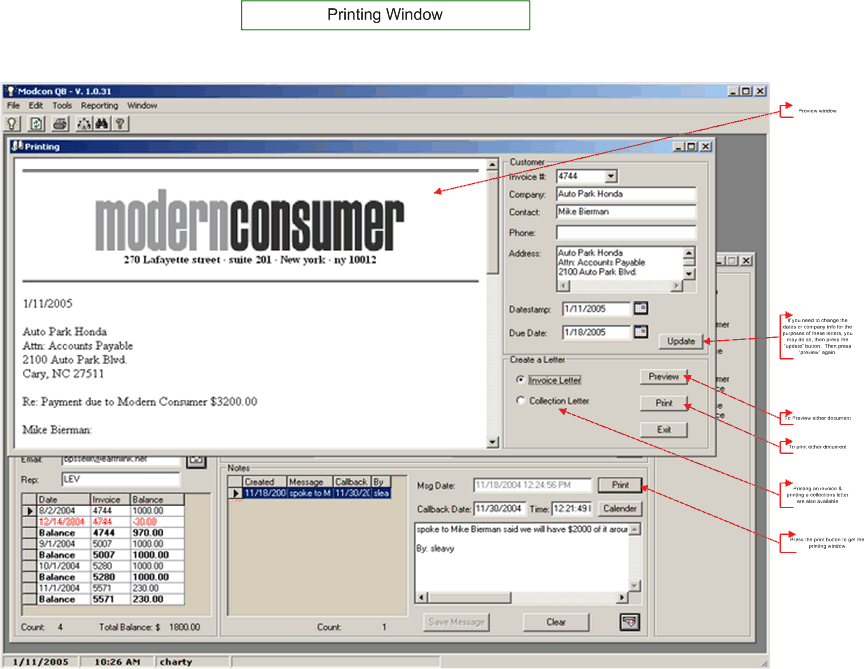 Printing Window
Modcon QB - V. 1.0.31
File Edit Tools Reporting Window
Preview window
Printing
modernconsumer
270 Lafayette street · suite 201 · New york · ny 10012
1/11/2005
Auto Park Honda
Attn: Accounts Payable
2100 Auto Park Blvd.
Cary, NC 27511
Re: Payment due to Modern Consumer $3200.00
Mike Bierman:
Customer
Invoice #: 4744
Company: Auto Park Honda
Contact: Mike Bierman
Phone:
Address: Auto Park Honda
Attn: Accounts Payable
2100 Auto Park Blvd.
Datestamp: 1/11/2005
Due Date: 1/18/2005
Update
If you need to change the
dates or company info for the
purposes of these letters, you
may do so, then press the
"update" button. Then press
"preview" again.
Create a Letter
Invoice Letter
Collection Letter
Preview
Print
Exit
To Preview either document
To print either document
Printing an invoice &
printing a collections letter
are also available
Press the print button to get the
printing window
Email: bpsselik@earthlink.net
Rep: LEV
Date Invoice Balance
8/2/2004 4744 1000.00
12/14/2004 4744 -30.00
Balance 4744 970.00
9/1/2004 5007 1000.00
Balance 5007 1000.00
10/1/2004 5280 1000.00
Balance 5280 1000.00
11/1/2004 5571 230.00
Balance 5571 230.00
Count: 4 Total Balance: $ 1800.00
Notes
Created Message Callback By
11/18/200 spoke to M 11/30/20 slea
Count: 1
Msg Date: 11/18/2004 12:24:56 PM Print
Callback Date: 11/30/2004 Time: 12:21:49 Calender
spoke to Mike Bierman said we will have $2000 of it arour
By: sleavy
Save Message Clear
1/11/2005 10:26 AM charty